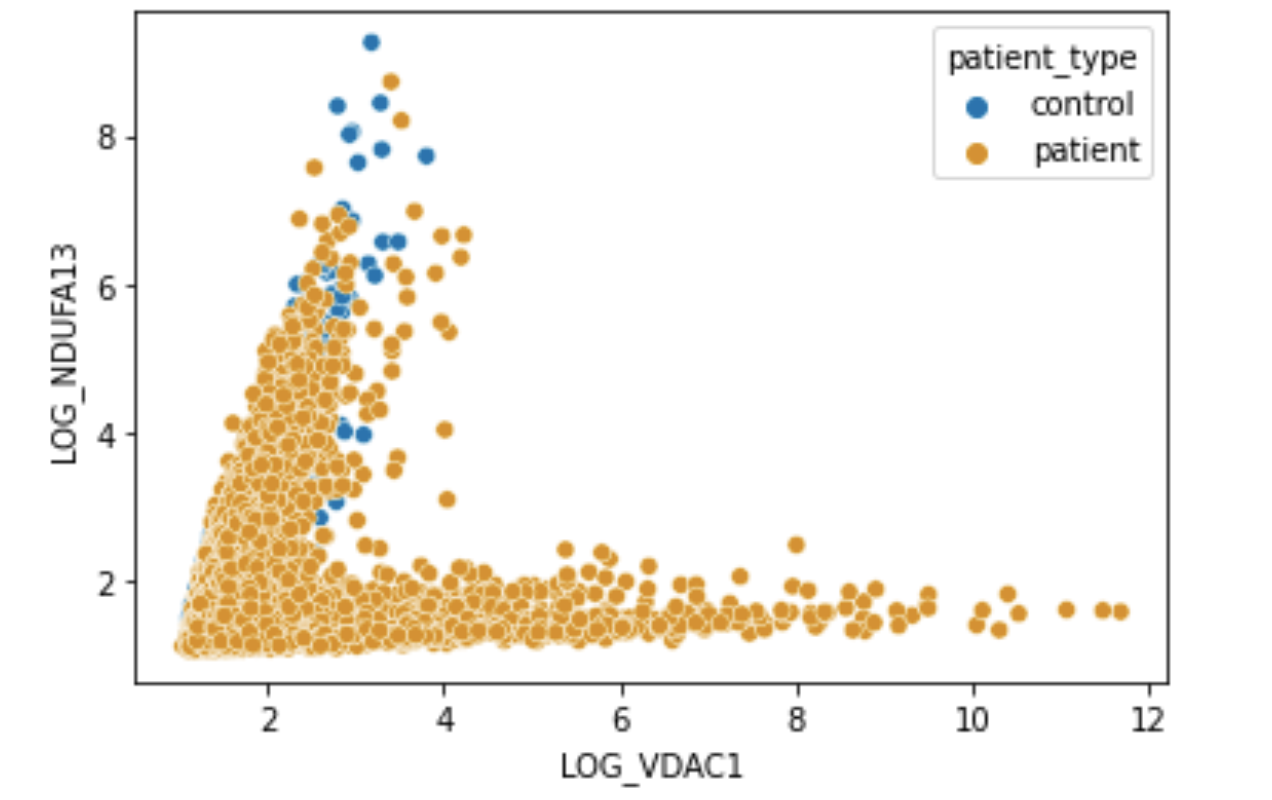 patient_type
control
patient
8
6
4
2
LOG_NDUFA13
2 4 6 8 10 12
LOG_VDAC1